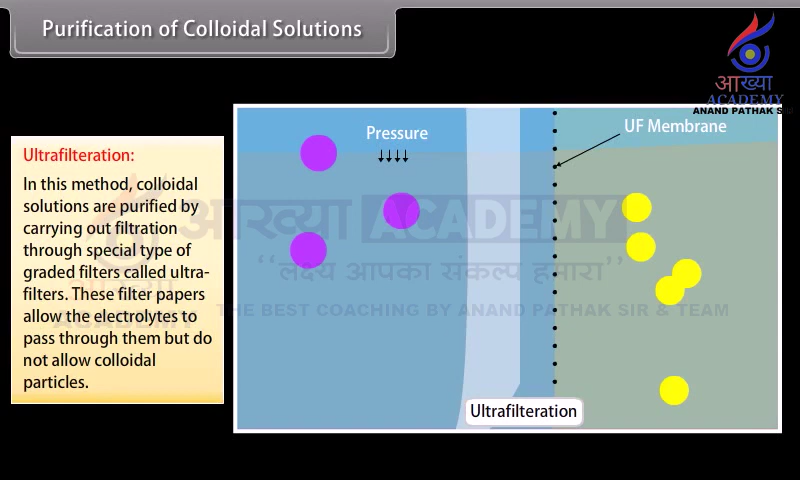 Purification of Colloidal Solutions
आख्या
ACADEMY
ANAND PATHAK SIR
Ultrafilteration:
In this method, colloidal
solutions are purified by
carrying out filtration
through special type of
graded filters called ultra-
filters. These filter papers
allow the electrolytes to
pass through them but do
not allow colloidal
particles.
Pressure
UF Membrane
आख्या ACADEMY
“लक्ष्य आपका संकल्प हमारा”
THE BEST COACHING BY ANAND PATHAK SIR & TEAM
आख्या
ACADEMY
Ultrafilteration